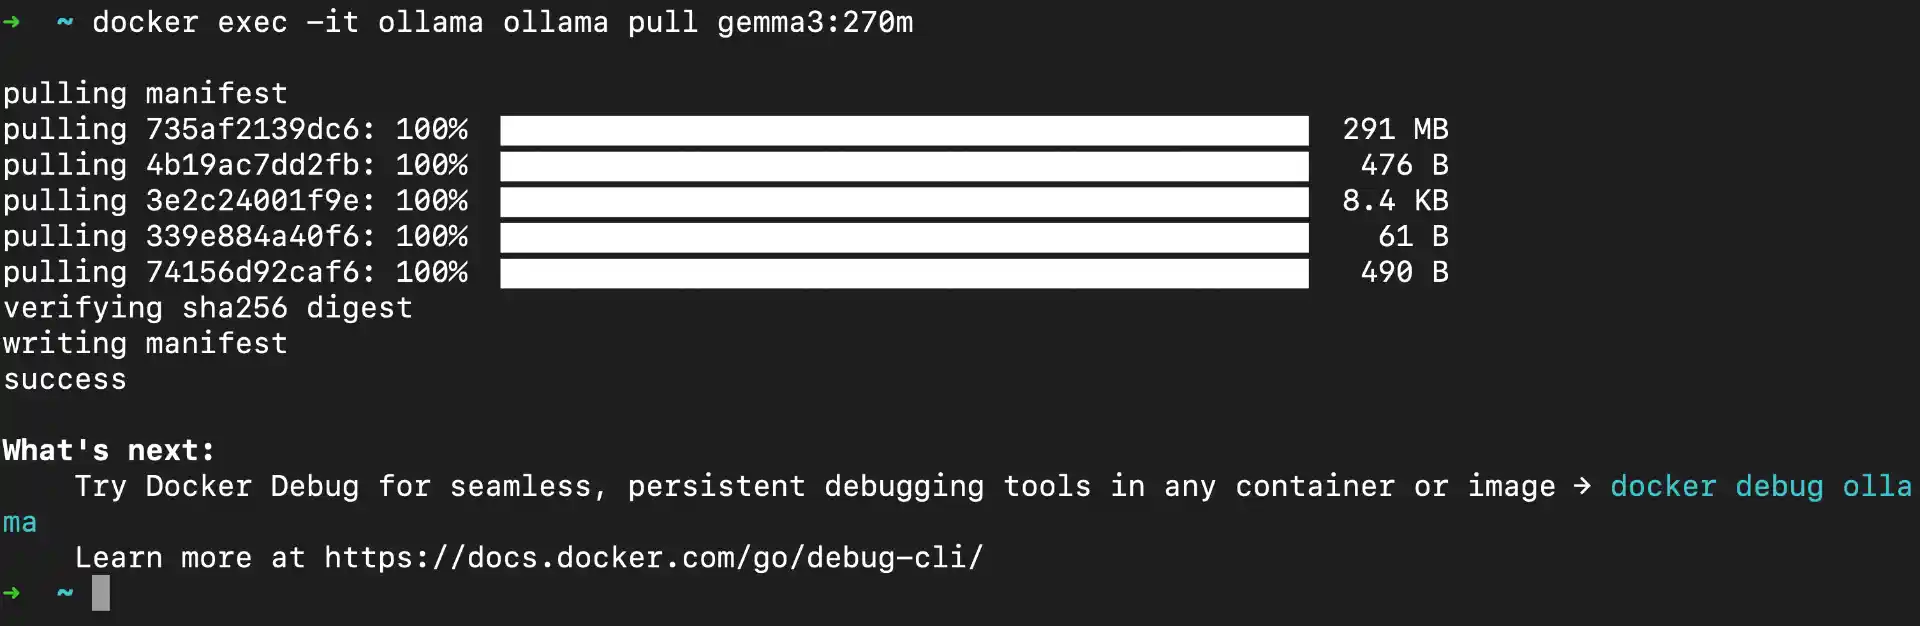 → ~ docker exec -it ollama ollama pull gemma3:270m
pulling manifest
pulling 735af2139dc6: 100% 291 MB
pulling 4b19ac7dd2fb: 100% 476 B
pulling 3e2c24001f9e: 100% 8.4 KB
pulling 339e884a40f6: 100% 61 B
pulling 74156d92caf6: 100% 490 B
verifying sha256 digest
writing manifest
success
What's next:
Try Docker Debug for seamless, persistent debugging tools in any container or image → docker debug olla
ma
Learn more at https://docs.docker.com/go/debug-cli/
→ ~